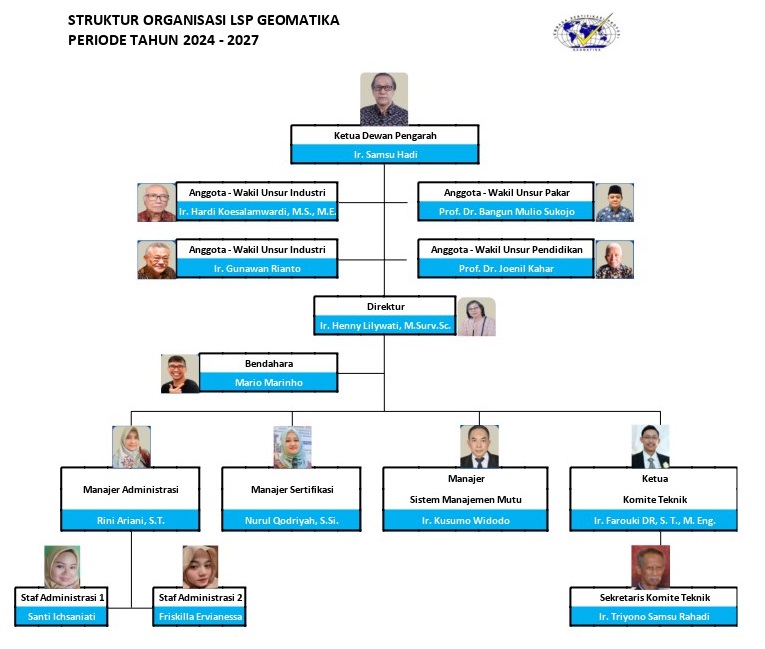 STRUKTUR ORGANISASI LSP GEOMATIKA
PERIODE TAHUN 2024 - 2027
Ketua Dewan Pengarah
Ir. Samsu Hadi
Anggota - Wakil Unsur Industri
Ir. Hardi Koesalamwardi, M.S., M.E.
Anggota - Wakil Unsur Pakar
Prof. Dr. Bangun Mulio Sukojo
Anggota - Wakil Unsur Industri
Ir. Gunawan Rianto
Anggota - Wakil Unsur Pendidikan
Prof. Dr. Joenil Kahar
Direktur
Ir. Henny Lilywati, M.Surv.Sc.
Bendahara
Mario Marinho
Manajer Administrasi
Rini Ariani, S.T.
Manajer Sertifikasi
Nurul Qodriyah, S.Si.
Manajer
Sistem Manajemen Mutu
Ir. Kusumo Widodo
Ketua
Komite Teknik
Ir. Farouki DR, S. T., M. Eng.
Staf Administrasi 1
Santi Ichsaniati
Staf Administrasi 2
Friskilla Ervianessa
Sekretaris Komite Teknik
Ir. Triyono Samsu Rahadi